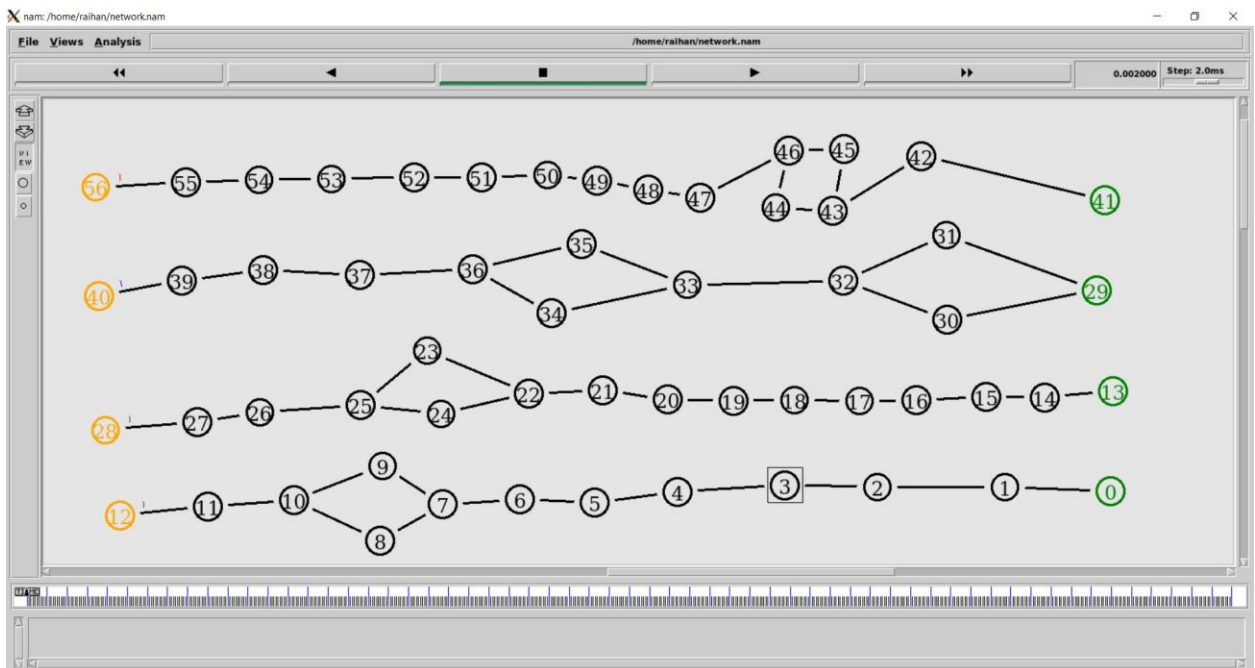 nam: /home/raihan/network.nam
File Views Analysis /home/raihan/network.nam
0.002000 Step: 2.0ms
VI
EW
56 55 54 53 52 51 50 49 48 47 46 45 44 43 42 41
40 39 38 37 36 35 34 33 32 31 30 29
28 27 26 25 23 24 22 21 20 19 18 17 16 15 14 13
12 11 10 9 8 7 6 5 4 3 2 1 0